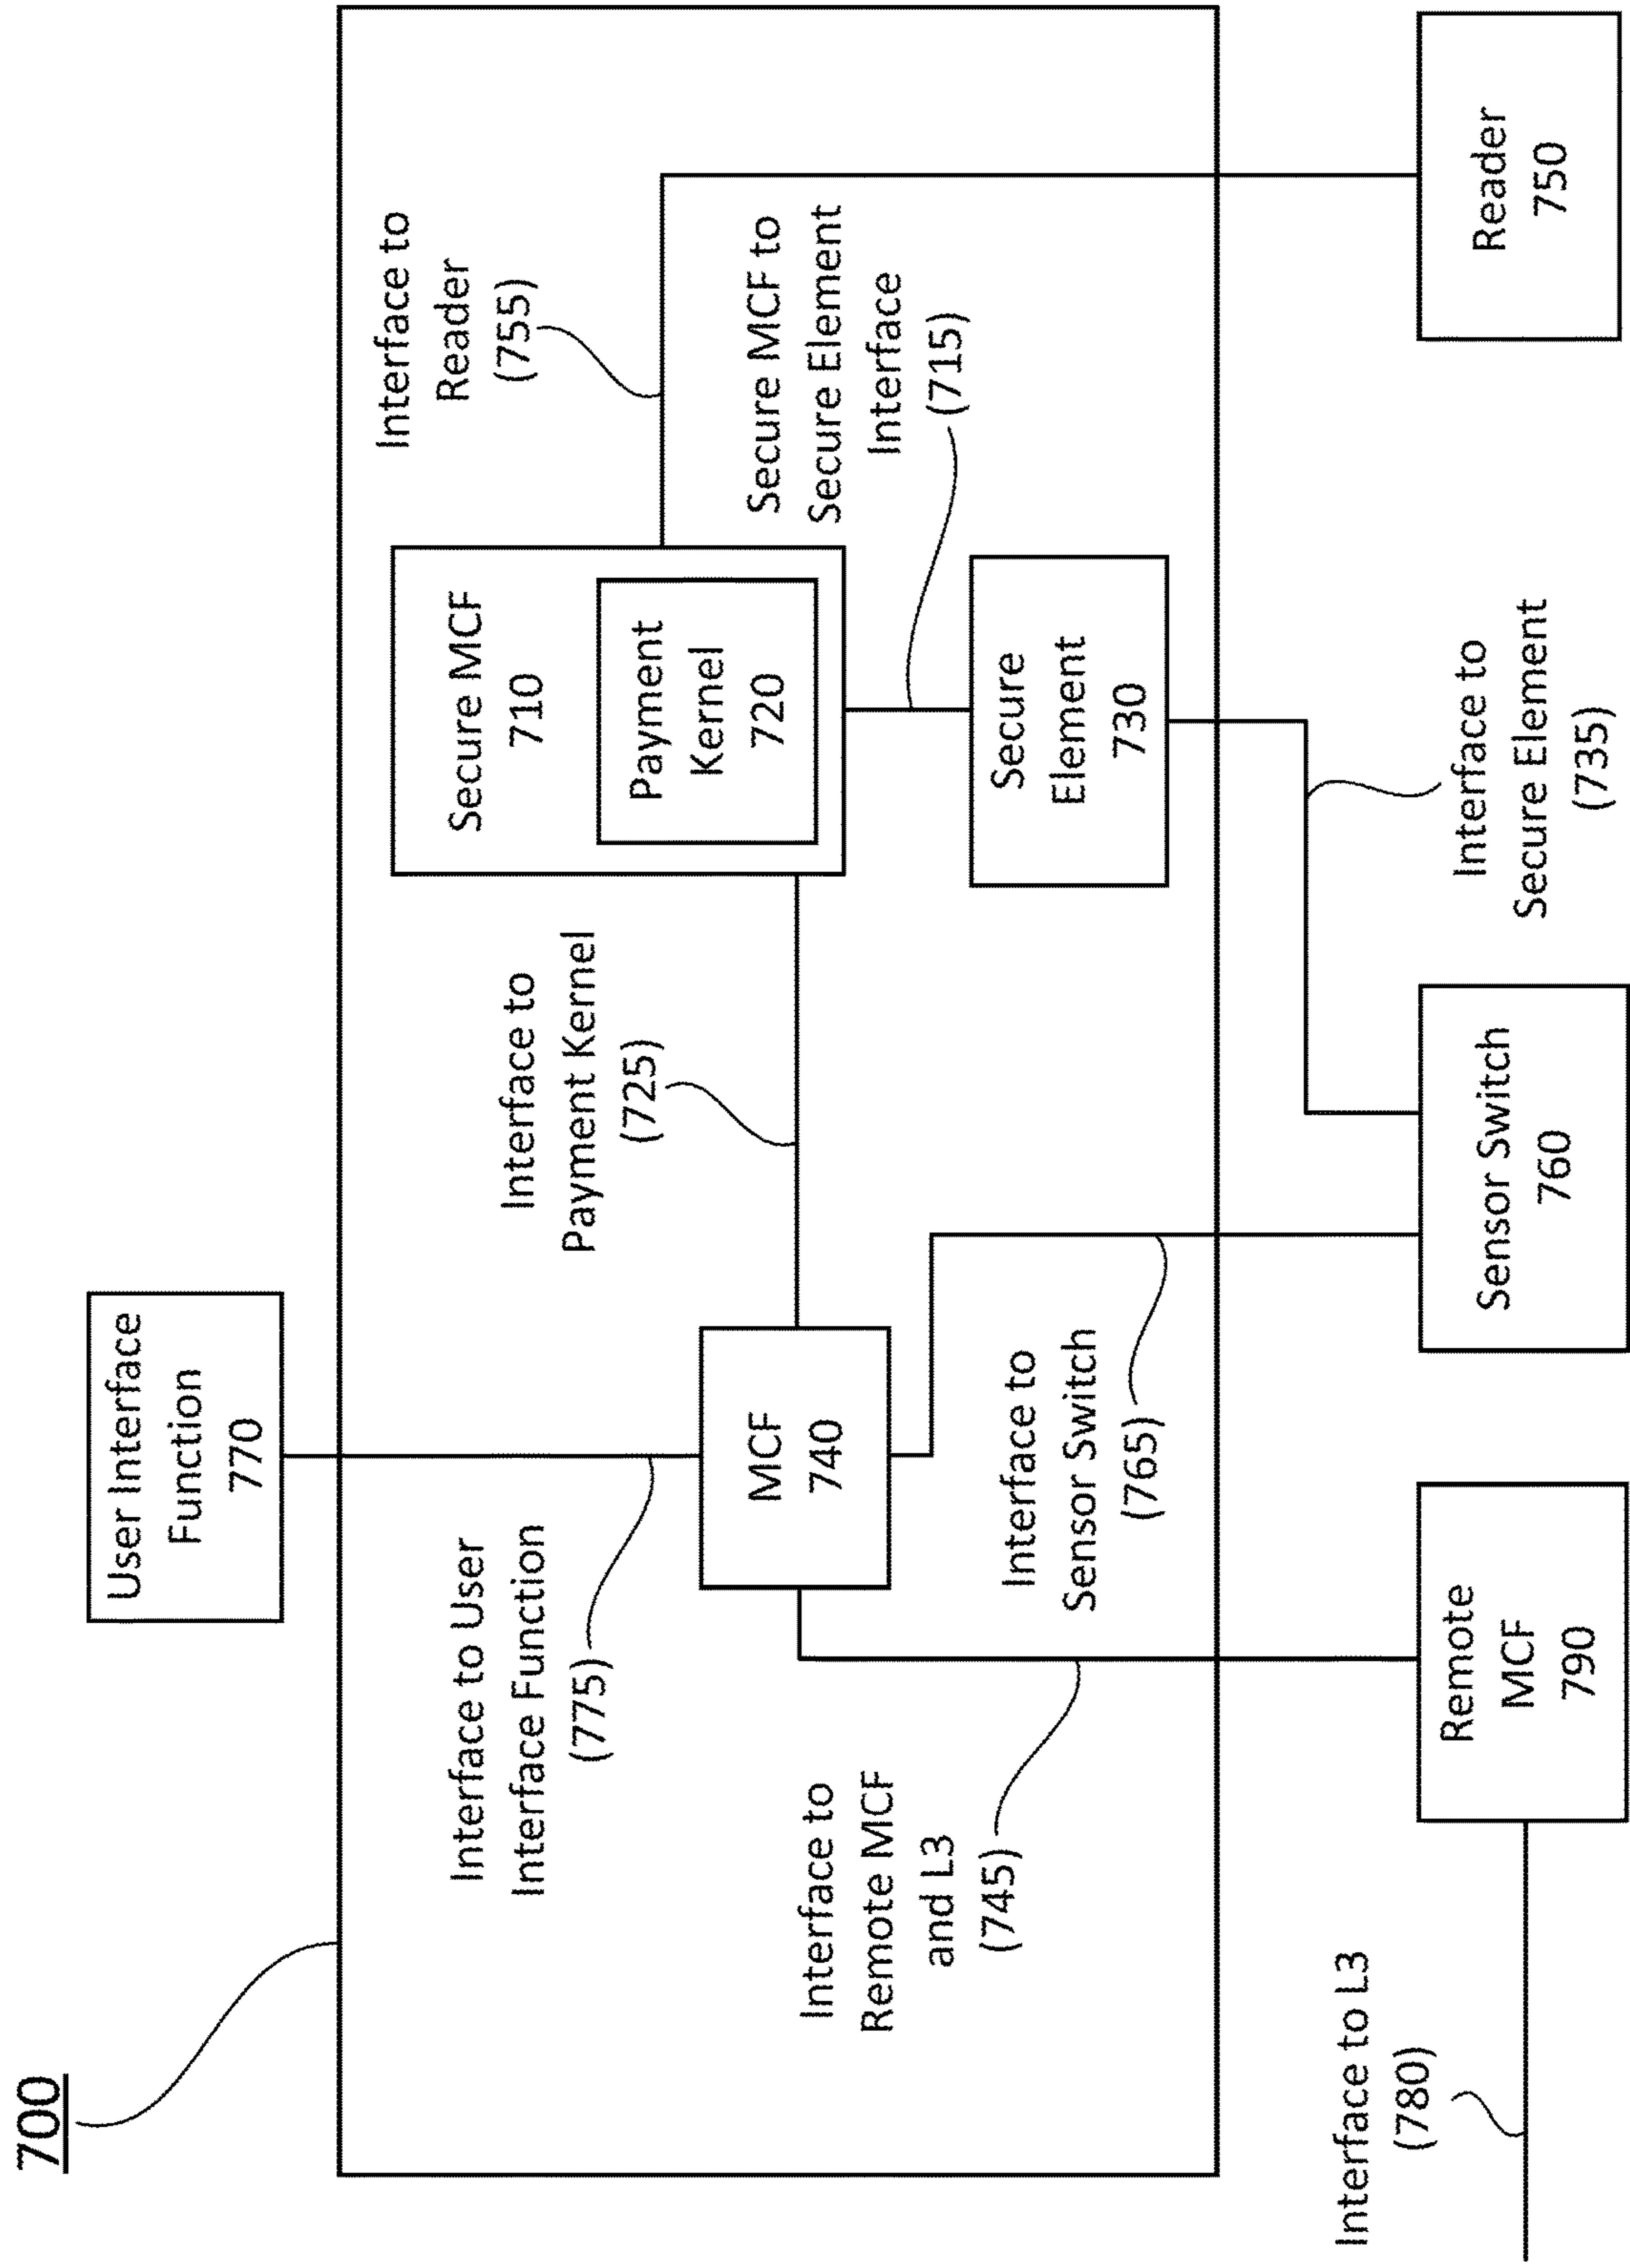 700
User Interface
Function
770
Interface to User
Interface Function
(775)
Interface to
Payment Kernel
(725)
Secure MCF
710
Payment
Kernel
720
Interface to
Reader
(755)
Interface to
Remote MCF
and L3
(745)
MCF
740
Interface to
Sensor Switch
(765)
Secure
Element
730
Secure MCF to
Secure Element
Interface
(715)
Interface to L3
(780)
Remote
MCF
790
Sensor Switch
760
Interface to
Secure Element
(735)
Reader
750